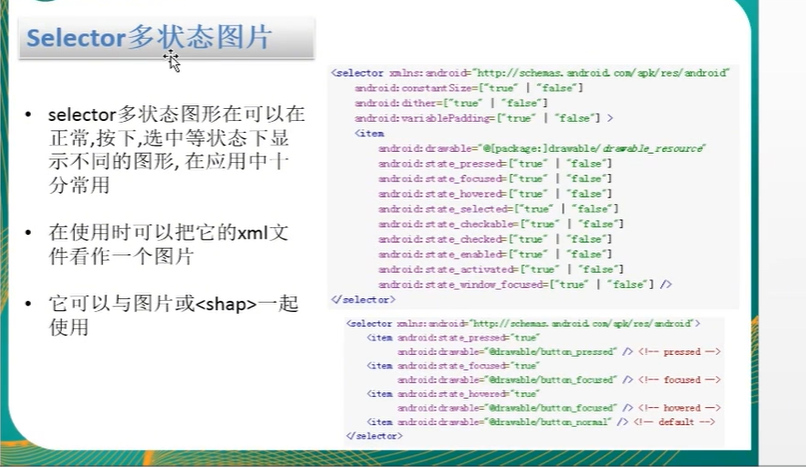 Selector多状态图片
selector多状态图形在可以在
正常,按下,选中等状态下显
示不同的图形, 在应用中十
分常用
在使用时可以把它的xml文
件看作一个图片
它可以与图片或<shap>一起
使用
<selector xmlns:android="http://schemas.android.com/apk/res/android"
android:constantSize=["true" | "false"]
android:dither=["true" | "false"]
android:variablePadding=["true" | "false"] >
<item
android:drawable="@[package:]drawable/drawable_resource"
android:state_pressed=["true" | "false"]
android:state_focused=["true" | "false"]
android:state_hovered=["true" | "false"]
android:state_selected=["true" | "false"]
android:state_checkable=["true" | "false"]
android:state_checked=["true" | "false"]
android:state_enabled=["true" | "false"]
android:state_activated=["true" | "false"]
android:state_window_focused=["true" | "false"] />
</selector>
<selector xmlns:android="http://schemas.android.com/apk/res/android">
<item android:state_pressed="true"
android:drawable="@drawable/button_pressed" /> <!-- pressed -->
<item android:state_focused="true"
android:drawable="@drawable/button_focused" /> <!-- focused -->
<item android:state_hovered="true"
android:drawable="@drawable/button_focused" /> <!-- hovered -->
<item android:drawable="@drawable/button_normal" /> <!-- default -->
</selector>